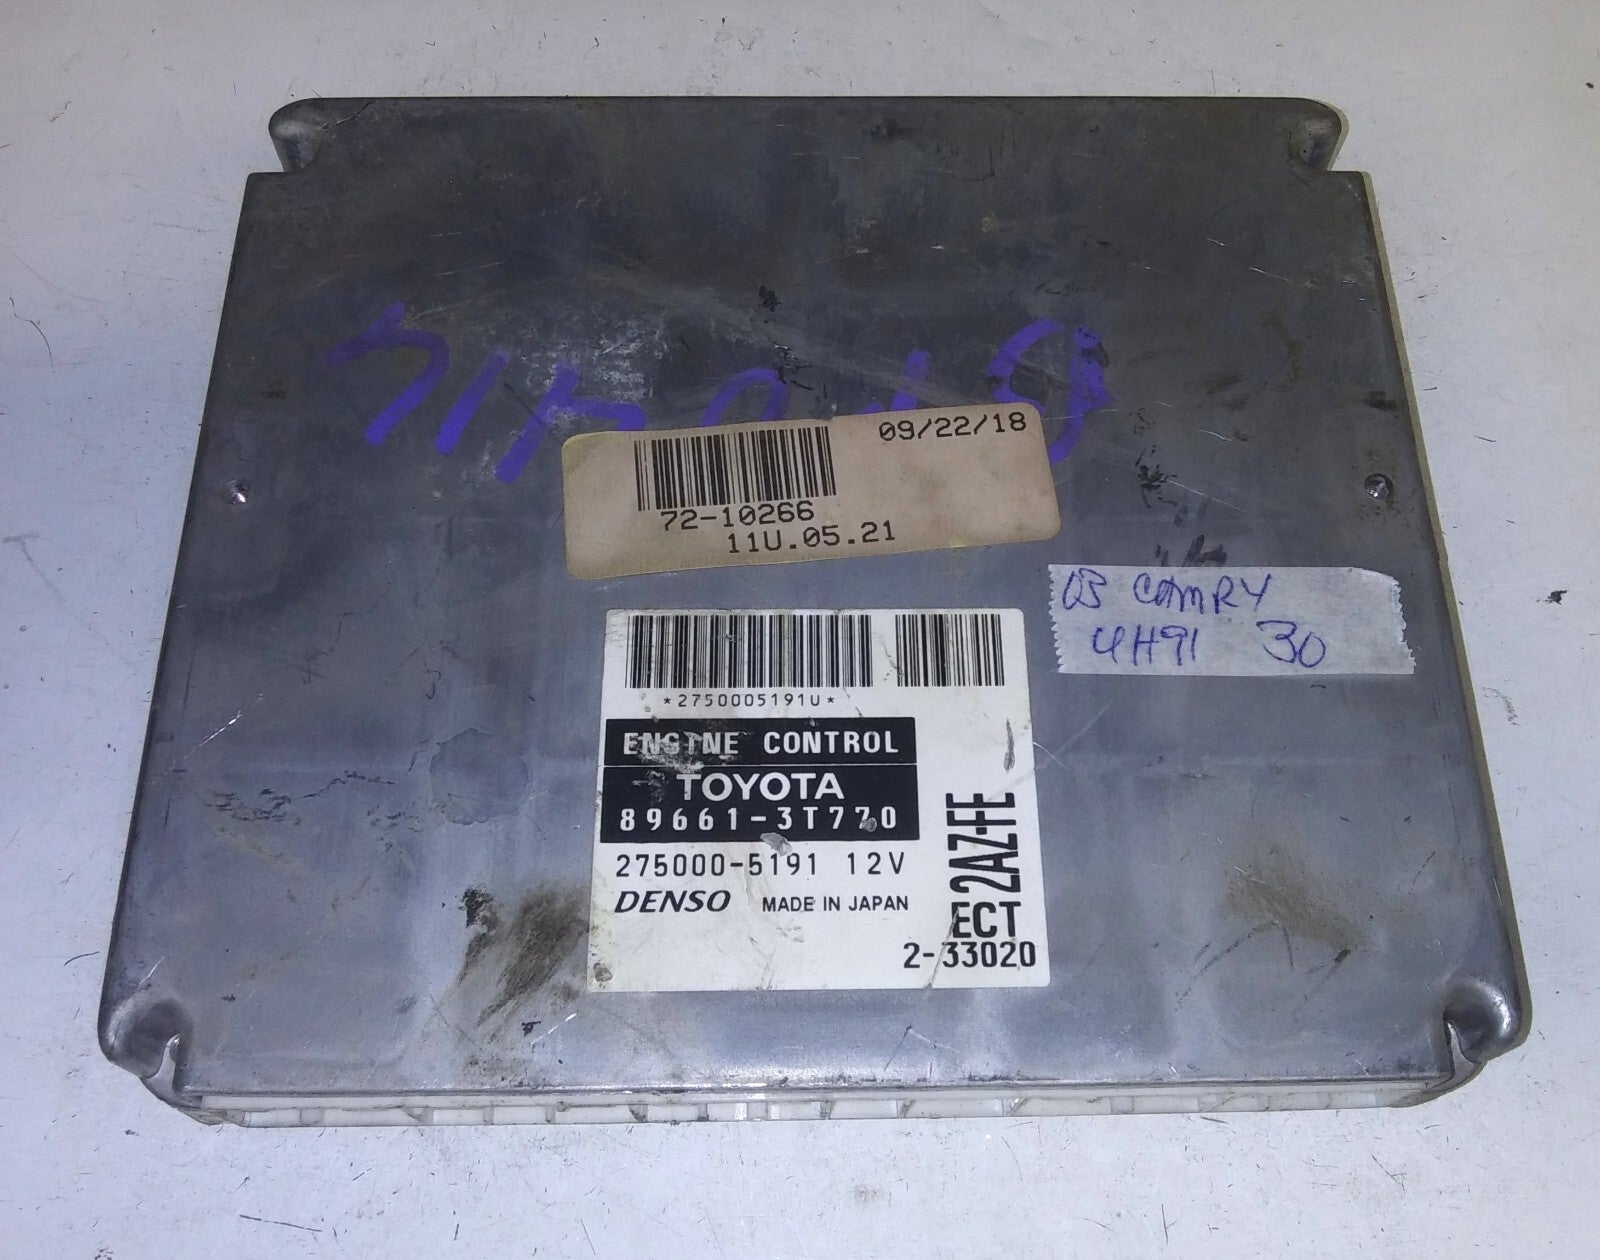 09/22/18
72-10266
11U.05.21
03 CAMRY
4H91 30
*2750005191U*
ENGINE CONTROL
TOYOTA
89661-3T770
275000-5191 12V
DENSO MADE IN JAPAN
2AZ-FE
ECT
2-33020